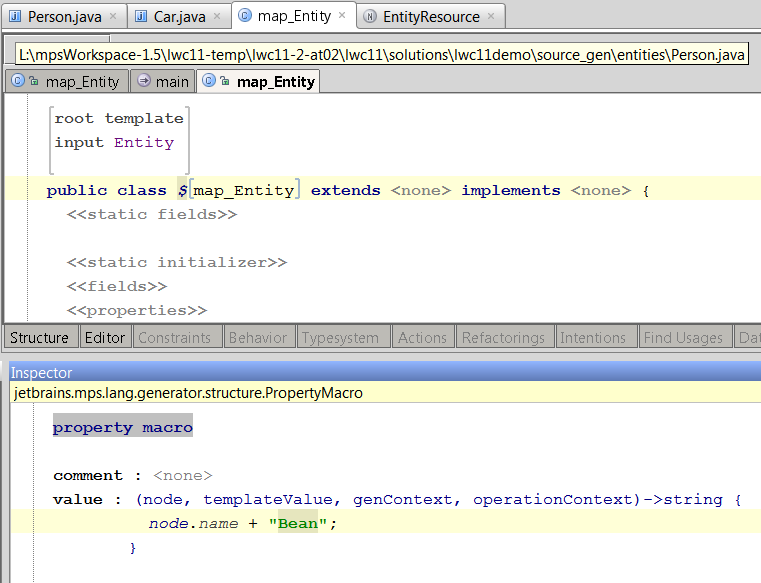 Person.java × Car.java × map_Entity × EntityResource ×
L:\mpsWorkspace-1.5\lwc11-temp\lwc11-2-at02\lwc11\solutions\lwc11demo\source_gen\entities\Person.java
map_Entity main map_Entity
root template
input Entity
public class $[map_Entity] extends <none> implements <none> {
<<static fields>>
<<static initializer>>
<<fields>>
<<properties>>
Structure Editor Constraints Behavior Typesystem Actions Refactorings Intentions Find Usages Dat
Inspector
jetbrains.mps.lang.generator.structure.PropertyMacro
property macro
comment : <none>
value : (node, templateValue, genContext, operationContext)->string {
node.name + "Bean";
}